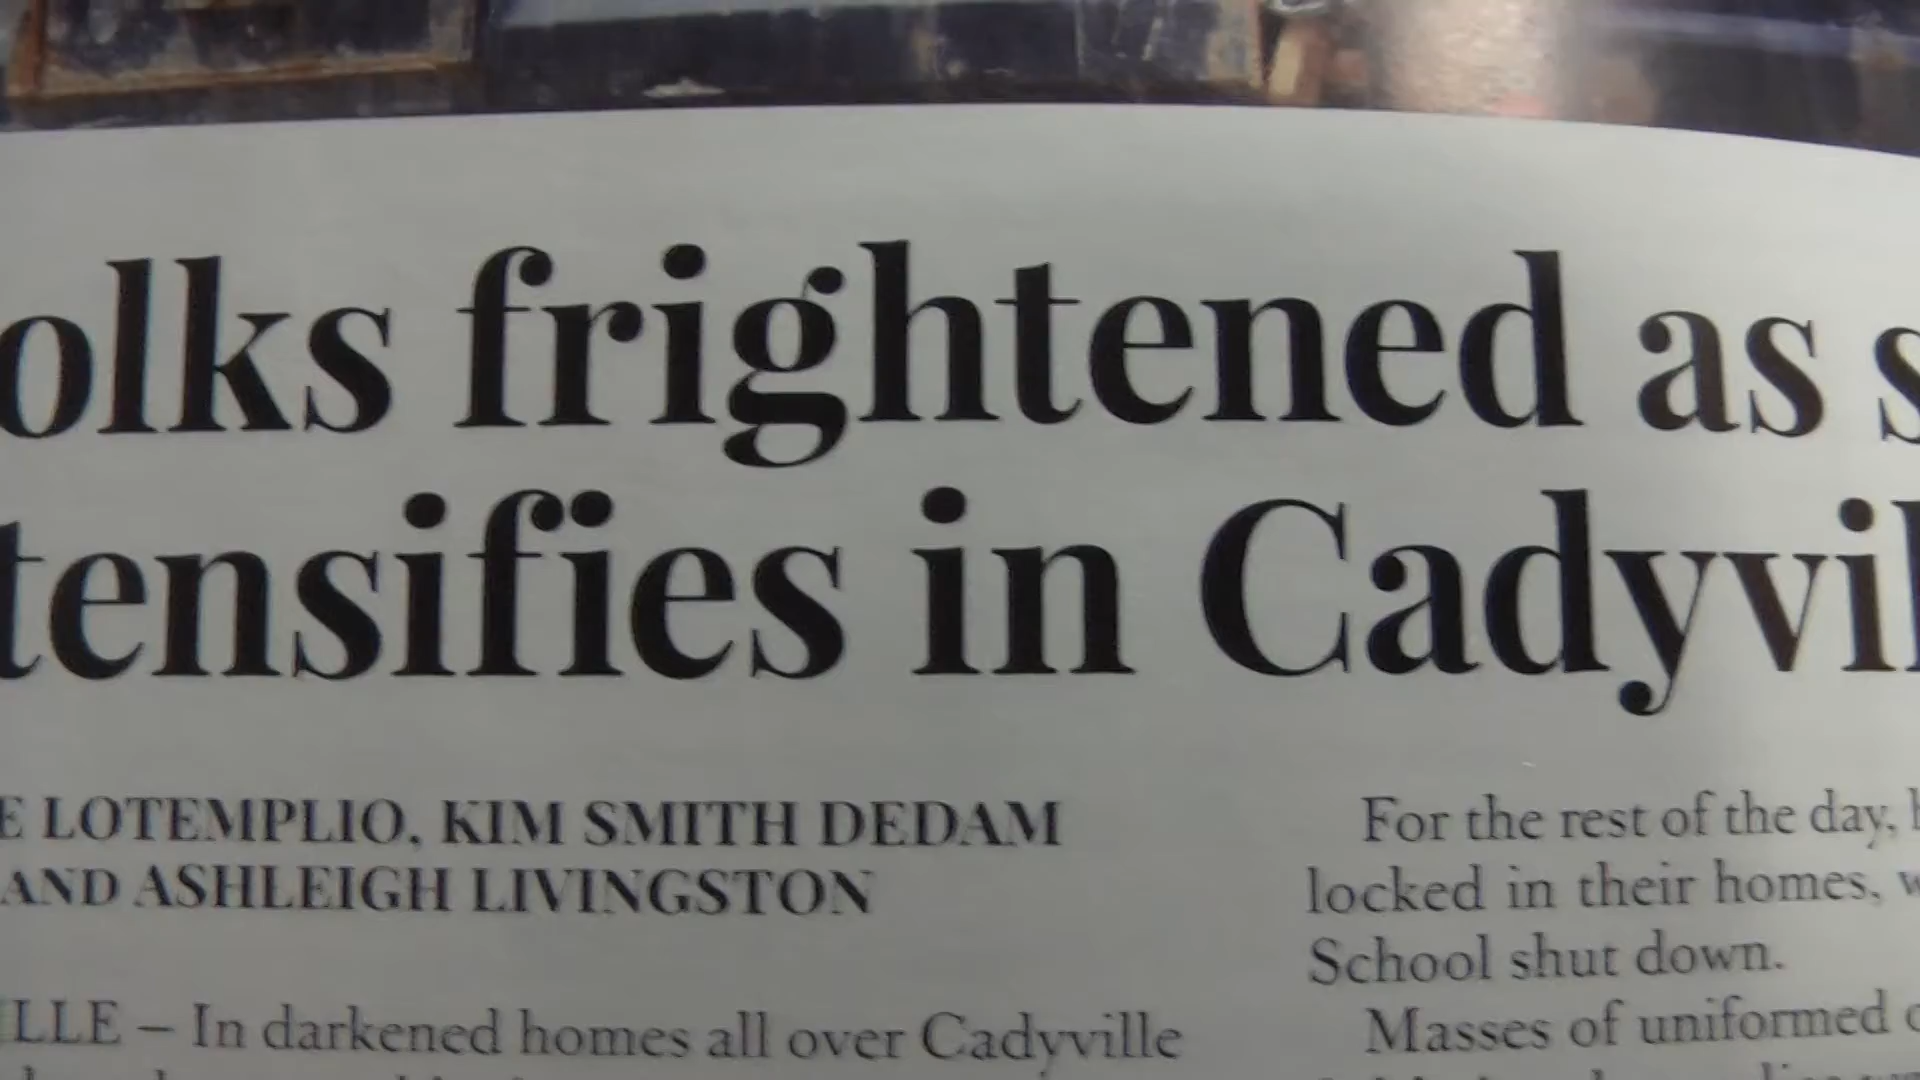 olks frightened as s
tensifies in Cadyvil
E LOTEMPLIO, KIM SMITH DEDAM
AND ASHLEIGH LIVINGSTON
LLE – In darkened homes all over Cadyville
For the rest of the day,
locked in their homes, w
School shut down.
Masses of uniformed